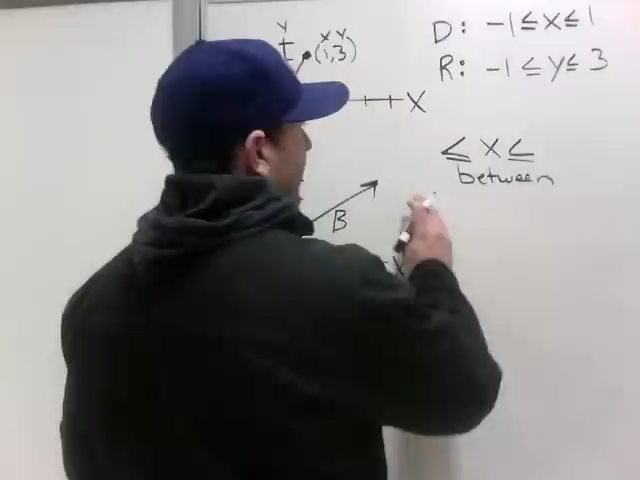 Y
X Y
(1,3)
X
D: -1≤X≤1
R: -1≤Y≤3
≤ X ≤
between
B
X